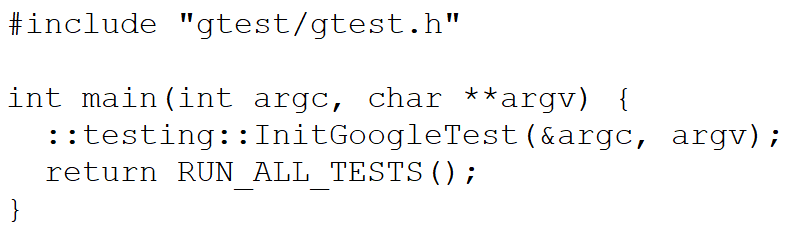 #include "gtest/gtest.h"

int main(int argc, char **argv) {
  ::testing::InitGoogleTest(&argc, argv);
  return RUN_ALL_TESTS();
}